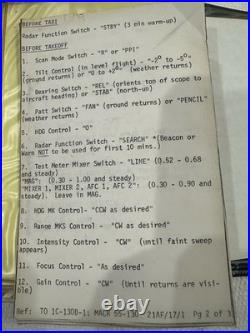 BEFORE TAXI
Radar Function Switch - "STBY" (3 min warm-up)
BEFORE TAKEOFF
1. Scan Mode Switch - "R" or "PPI"
2. Tilt Control (in level flight) -2° to -5°,
ground returns) or "0 to +2° (weather returns)
3. Bearing Switch - "REL" (orients top of scope to
aircraft heading) or "STAB" (north-up)
4. Patt Switch - "FAN" (ground returns) or "PENCIL"
(weather returns)
5. HDG Control - "0"
6. Radar Function Switch - "SEARCH" *(Beacon or
Warn NOT to be used for first 10 mins.)
7. Test Meter Mixer Switch - "LIME" (0.52 - 0.68
and steady)
"MAG": (0.30 - 1.0 and steady)
"MIXER 1, MIXER 2, AFC 1, AFC 2": (0.30 - 0.90
and steady). Leave in MAG.
8. HDG MK Control- "CCW as desired"
9. Range MKS Control- "CW as desired"
10. Intensity Control - "CW" (until faint sweep
appears)
11. Focus Control - "As desired"
12. Gain Control - "CW" (until returns are visi-
ble)
Ref: TO 1C-130B-1; MACR 55-130 21AF/17/1 Pg 2 of 3